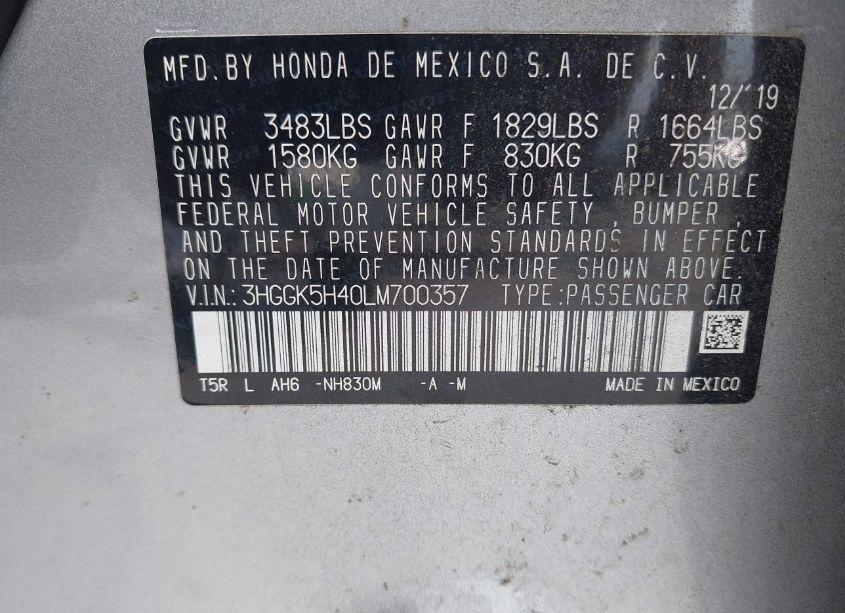 MFD.BY HONDA DE MEXICO S.A. DE C.V.
12/'19
GVWR 3483LBS GAWR F 1829LBS R 1664LBS
GVWR 1580KG GAWR F 830KG R 755KG
THIS VEHICLE CONFORMS TO ALL APPLICABLE
FEDERAL MOTOR VEHICLE SAFETY, BUMPER,
AND THEFT PREVENTION STANDARDS IN EFFECT
ON THE DATE OF MANUFACTURE SHOWN ABOVE.
V.I.N.:3HGGK5H40LM700357 TYPE:PASSENGER CAR
T5R L AH6 -NH830M -A -M MADE IN MEXICO